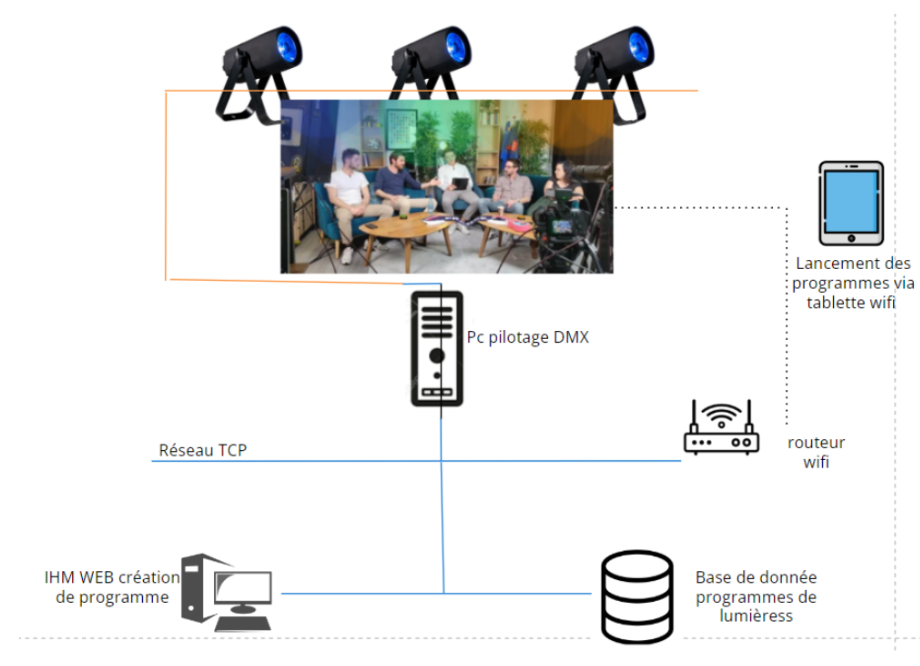 Lancement des
programmes via
tablette wifi
Pc pilotage DMX
Réseau TCP
routeur
wifi
IHM WEB création
de programme
Base de donnée
programmes de
lumièress